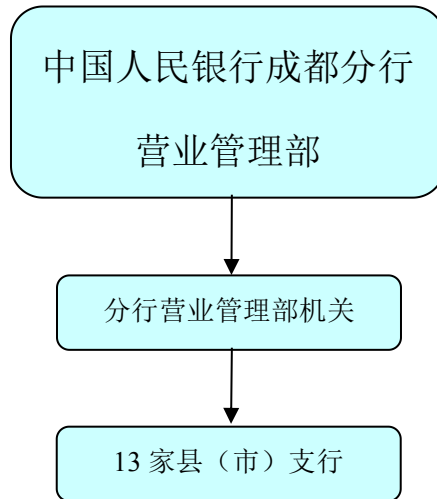 中国人民银行成都分行
营业管理部
分行营业管理部机关
13 家县（市）支行